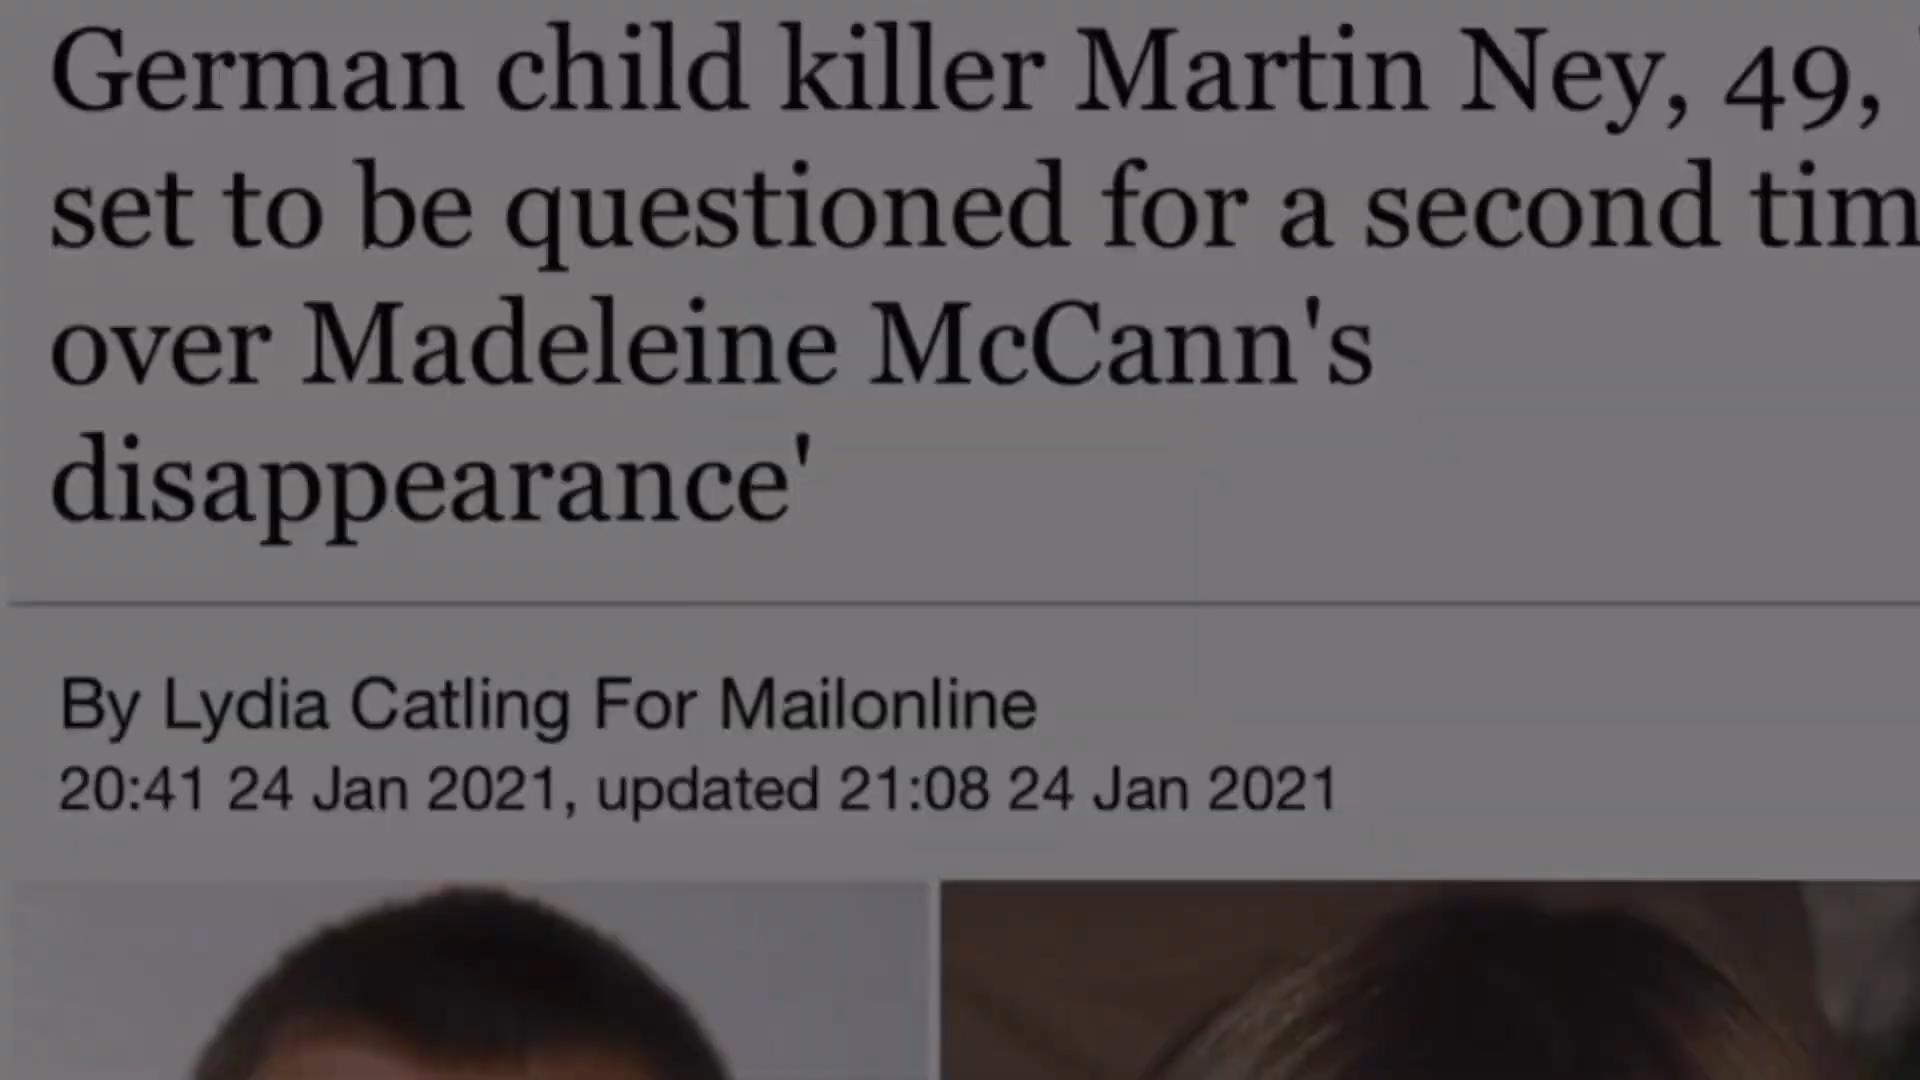 German child killer Martin Ney, 49,
set to be questioned for a second tim
over Madeleine McCann's
disappearance'
By Lydia Catling For Mailonline
20:41 24 Jan 2021, updated 21:08 24 Jan 2021